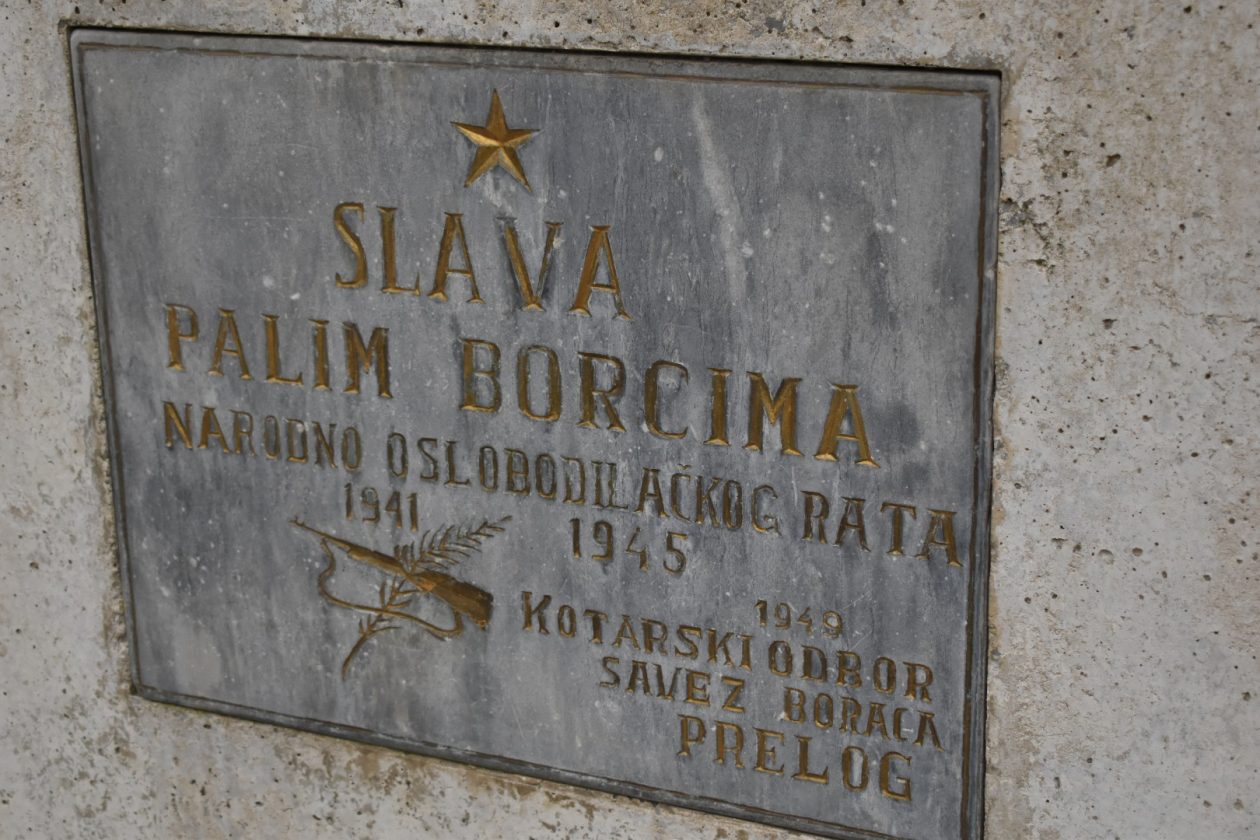 SLAVA
PALIM BORCIMA
NARODNO OSLOBODILAČKOG RATA
1941 1945
1949
KOTARSKI ODBOR
SAVEZ BORACA
PRELOG